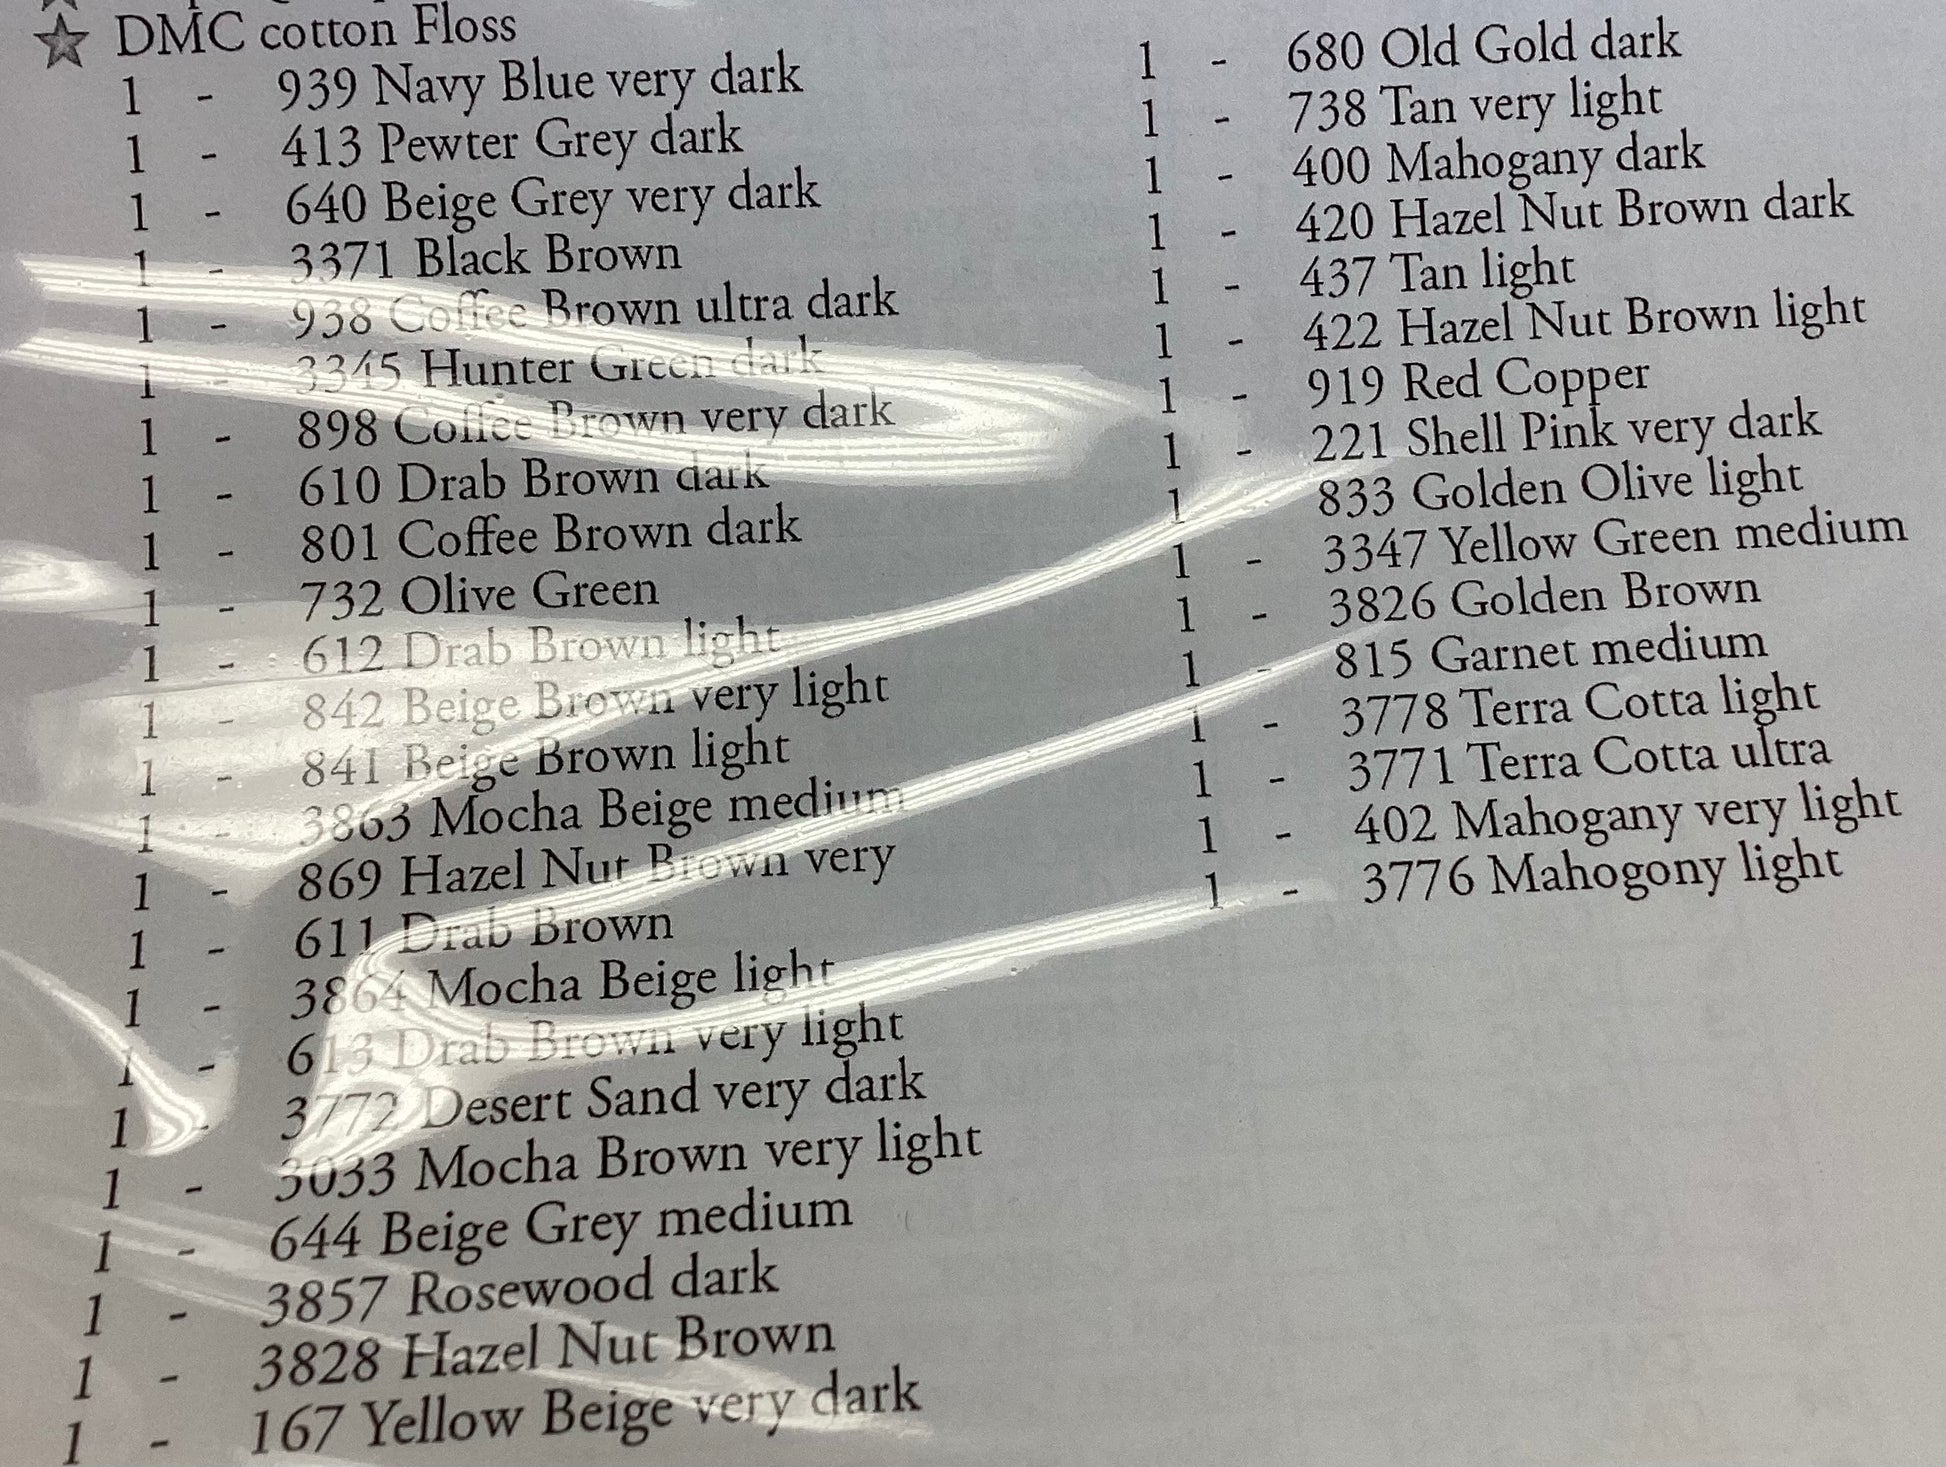 DMC cotton Floss
1 - 939 Navy Blue very dark
1 - 413 Pewter Grey dark
1 - 640 Beige Grey very dark
1 - 3371 Black Brown
1 - 938 Coffee Brown ultra dark
1 - 3345 Hunter Green dark
1 - 898 Coffee Brown very dark
1 - 610 Drab Brown dark
1 - 801 Coffee Brown dark
1 - 732 Olive Green
1 - 612 Drab Brown light
1 - 842 Beige Brown very light
1 - 841 Beige Brown light
1 - 3863 Mocha Beige medium
1 - 869 Hazel Nut Brown very
1 - 611 Drab Brown
1 - 3864 Mocha Beige light
1 - 613 Drab Brown very light
1 - 3772 Desert Sand very dark
1 - 3033 Mocha Brown very light
1 - 644 Beige Grey medium
1 - 3857 Rosewood dark
1 - 3828 Hazel Nut Brown
1 - 167 Yellow Beige very dark
1 - 680 Old Gold dark
1 - 738 Tan very light
1 - 400 Mahogany dark
1 - 420 Hazel Nut Brown dark
1 - 437 Tan light
1 - 422 Hazel Nut Brown light
1 - 919 Red Copper
1 - 221 Shell Pink very dark
1 - 833 Golden Olive light
1 - 3347 Yellow Green medium
1 - 3826 Golden Brown
1 - 815 Garnet medium
1 - 3778 Terra Cotta light
1 - 3771 Terra Cotta ultra
1 - 402 Mahogany very light
1 - 3776 Mahogony light